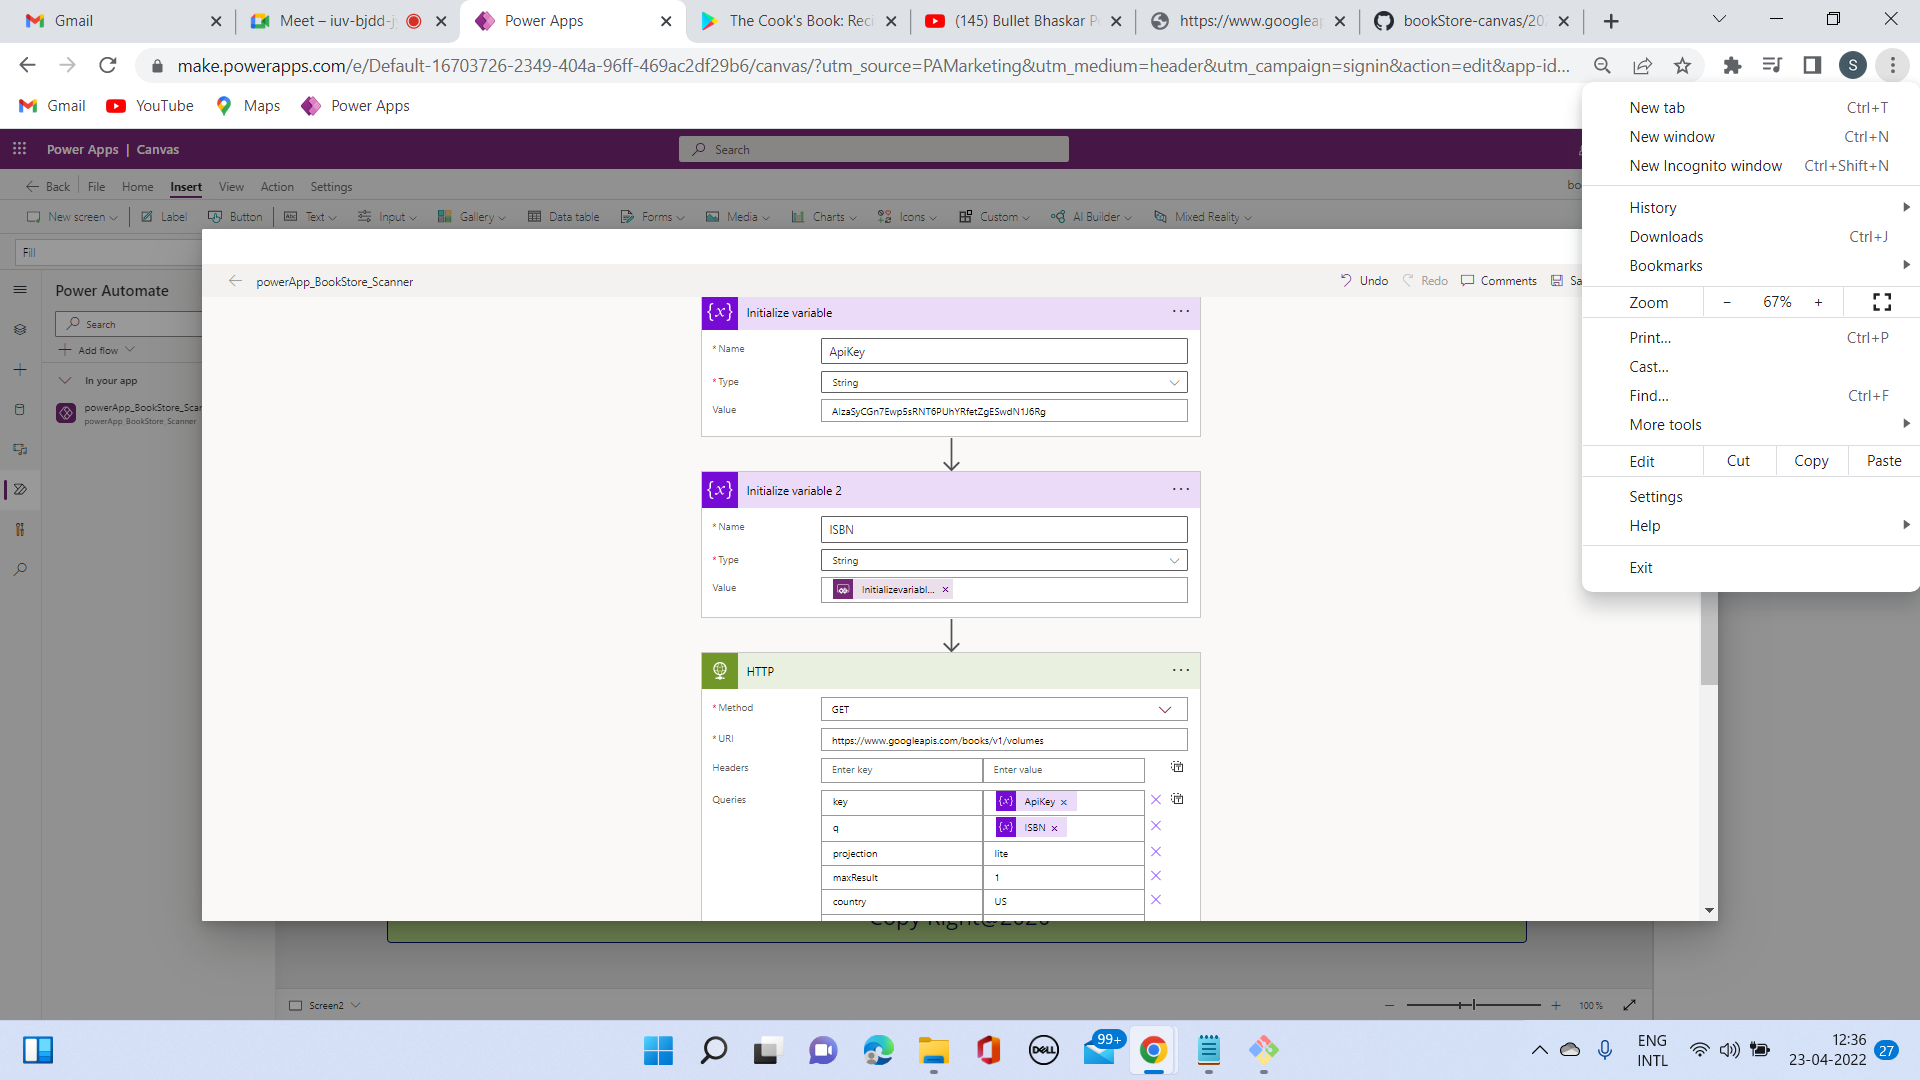 Gmail
Meet – iuv-bjdd-j
Power Apps
The Cook's Book: Reci
(145) Bullet Bhaskar P
https://www.googleap
bookStore-canvas/20
make.powerapps.com/e/Default-16703726-2349-404a-96ff-469ac2df29b6/canvas/?utm_source=PAMarketing&utm_medium=header&utm_campaign=signin&action=edit&app-id...
S
Gmail
YouTube
Maps
Power Apps
New tab Ctrl+T
New window Ctrl+N
New Incognito window Ctrl+Shift+N
History
Downloads Ctrl+J
Bookmarks
Zoom - 67% +
Print... Ctrl+P
Cast...
Find... Ctrl+F
More tools
Edit Cut Copy Paste
Settings
Help
Exit
Power Apps | Canvas
Search
Back File Home Insert View Action Settings
bo
New screen Label Button Text Input Gallery Data table Forms Media Charts Icons Custom AI Builder Mixed Reality
Fill
Power Automate
Search
Add flow
In your app
powerApp_BookStore_Scar
powerApp_BookStore_Scanner
powerApp_BookStore_Scanner
Undo Redo Comments Sa
{x} Initialize variable ...
* Name ApiKey
* Type String
Value AIzaSyCGn7Ewp5sRNT6PUhYRfetZgESwdN1J6Rg
{x} Initialize variable 2 ...
* Name ISBN
* Type String
Value Initializevariabl... ×
HTTP ...
* Method GET
* URI https://www.googleapis.com/books/v1/volumes
Headers Enter key Enter value
Queries key {x} ApiKey ×
q {x} ISBN ×
projection lite
maxResult 1
country US
Copy Right@2020
Screen2
100 %
99+
DELL
ENG
INTL
12:36
23-04-2022
27